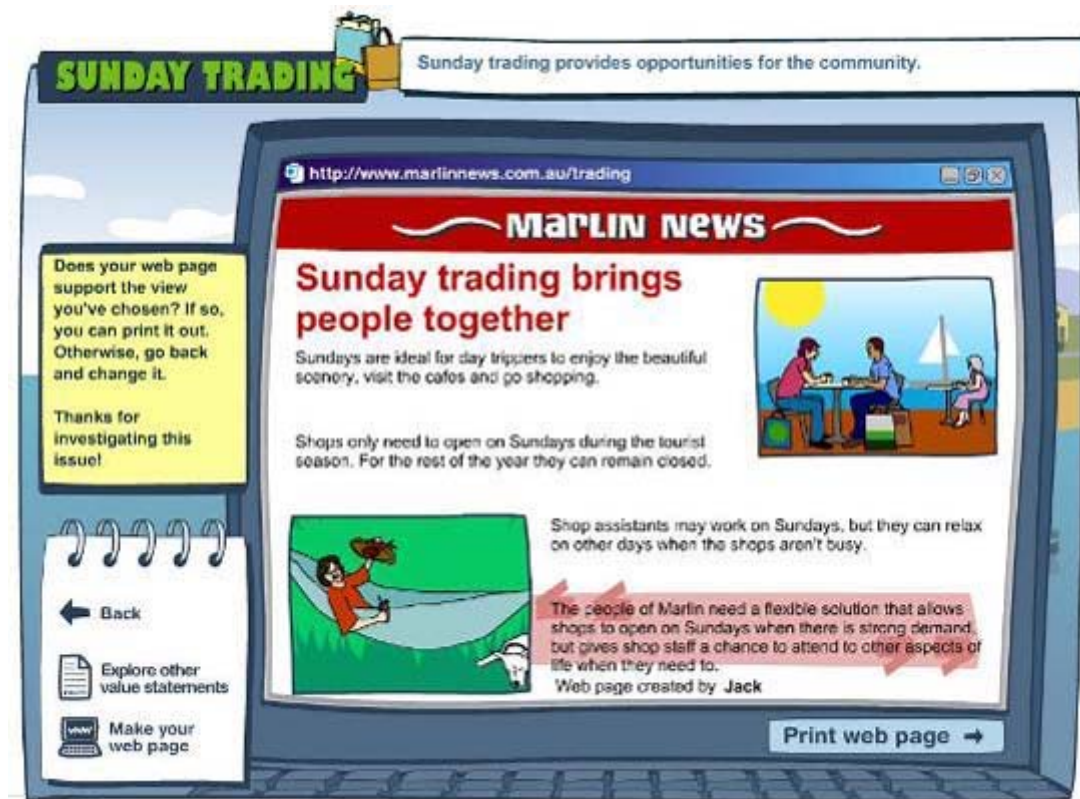 SUNDAY TRADING
Sunday trading provides opportunities for the community.
http://www.marlinnews.com.au/trading
MARLIN NEWS
Sunday trading brings
people together
Sundays are ideal for day trippers to enjoy the beautiful
scenery, visit the cafes and go shopping.
Shops only need to open on Sundays during the tourist
season. For the rest of the year they can remain closed.
Shop assistants may work on Sundays, but they can relax
on other days when the shops aren't busy.
The people of Marlin need a flexible solution that allows
shops to open on Sundays when there is strong demand,
but gives shop staff a chance to attend to other aspects of
life when they need to.
Web page created by Jack
Does your web page
support the view
you've chosen? If so,
you can print it out.
Otherwise, go back
and change it.
Thanks for
investigating this
issue!
Back
Explore other
value statements
www
Make your
web page
Print web page